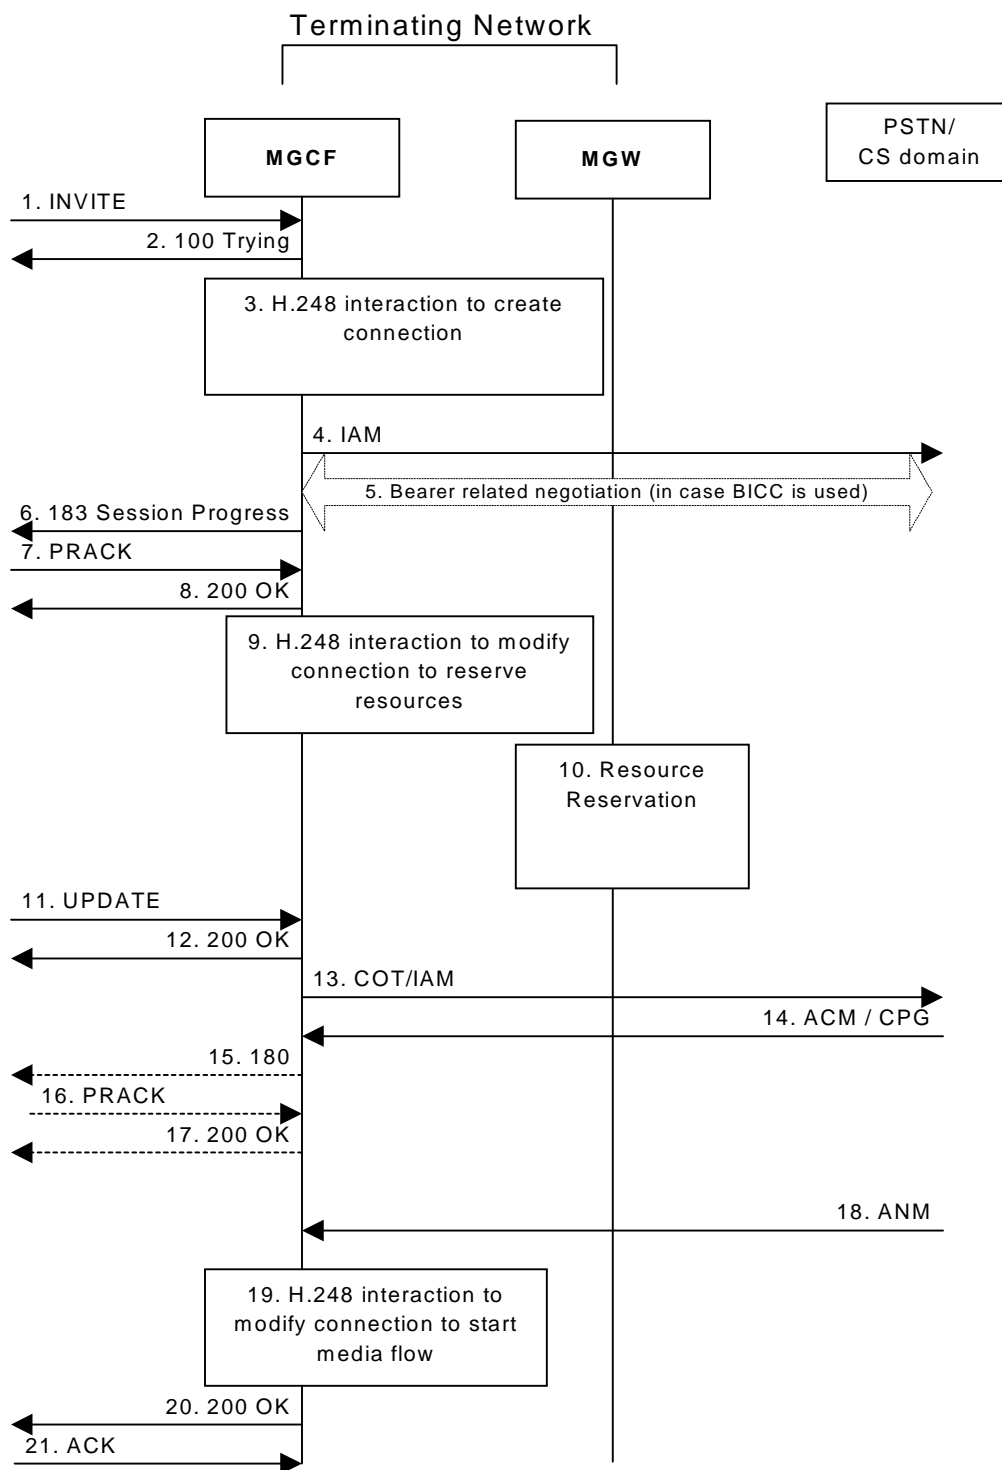 Terminating Network
MGCF
MGW
PSTN/
CS domain
1. INVITE
2. 100 Trying
3. H.248 interaction to create
connection
4. IAM
5. Bearer related negotiation (in case BICC is used)
6. 183 Session Progress
7. PRACK
8. 200 OK
9. H.248 interaction to modify
connection to reserve
resources
10. Resource
Reservation
11. UPDATE
12. 200 OK
13. COT/IAM
14. ACM / CPG
15. 180
16. PRACK
17. 200 OK
18. ANM
19. H.248 interaction to
modify connection to start
media flow
20. 200 OK
21. ACK